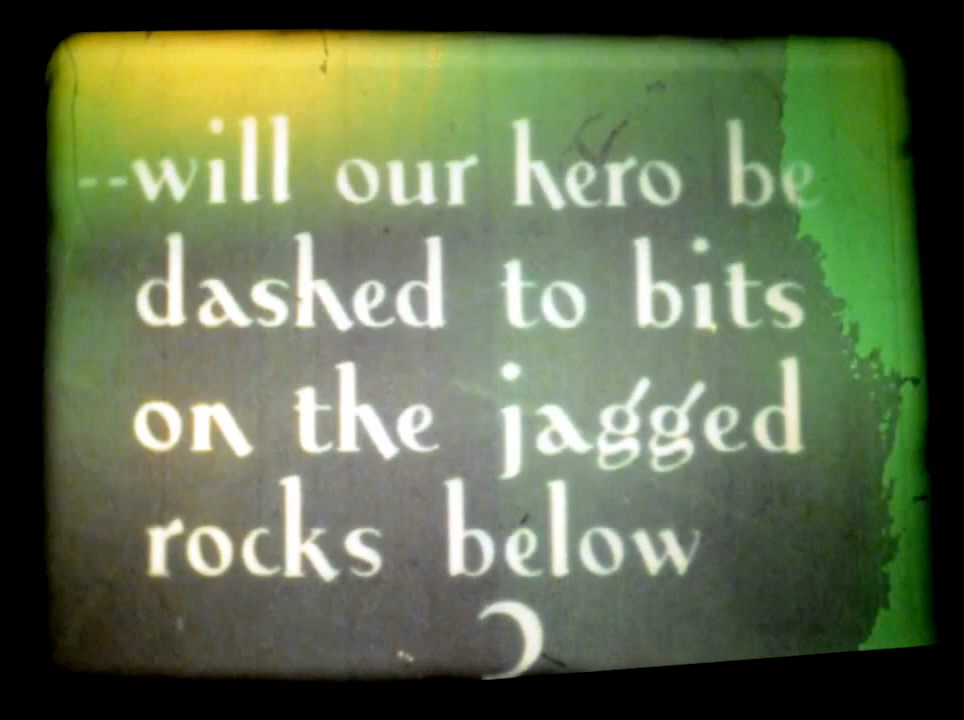 --will our hero be
dashed to bits
on the jagged
rocks below
?